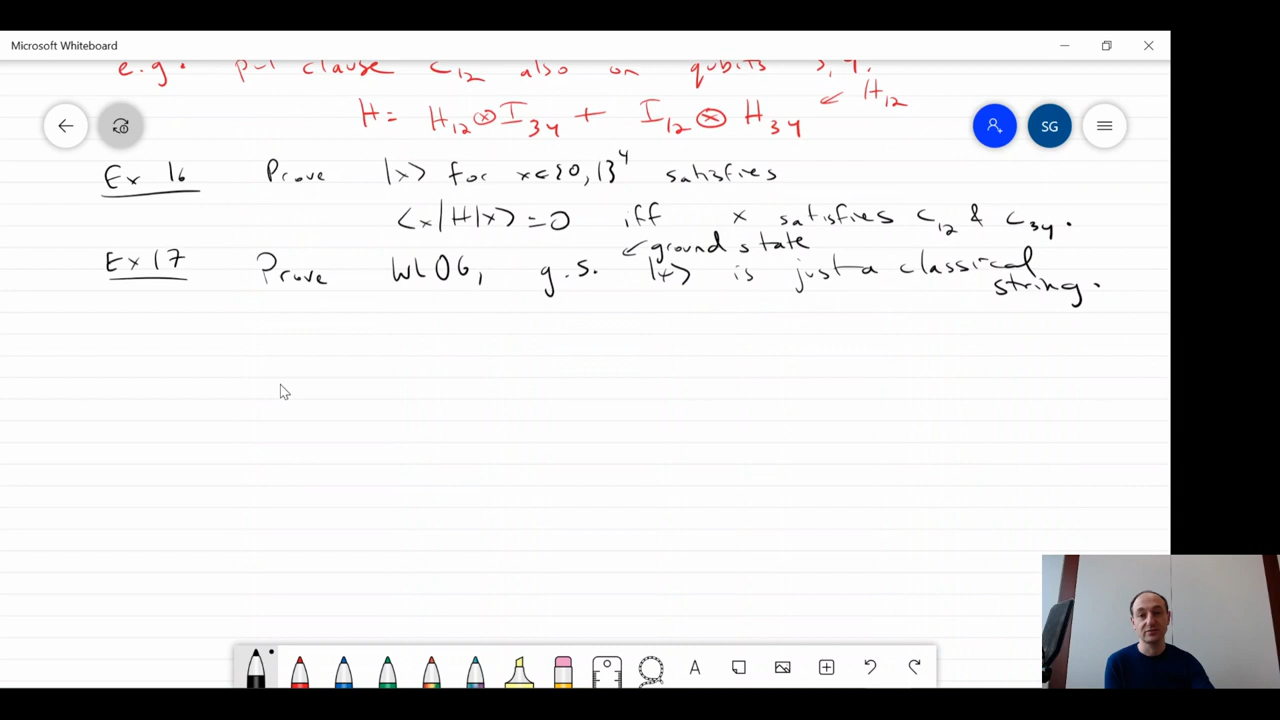 Microsoft Whiteboard
e.g. put clause C₁₂ also on qubits 3,4.
H = H₁₂⊗I₃₄ + I₁₂⊗H₃₄ ↙ H₁₂
SG
Ex 16 Prove |x> for x∈{0,1}⁴ satisfies
<x|H|x> = 0 iff x satisfies C₁₂ & C₃₄.
↙ ground state
Ex 17 Prove WLOG, g.s. |x> is just a classical
string.
A